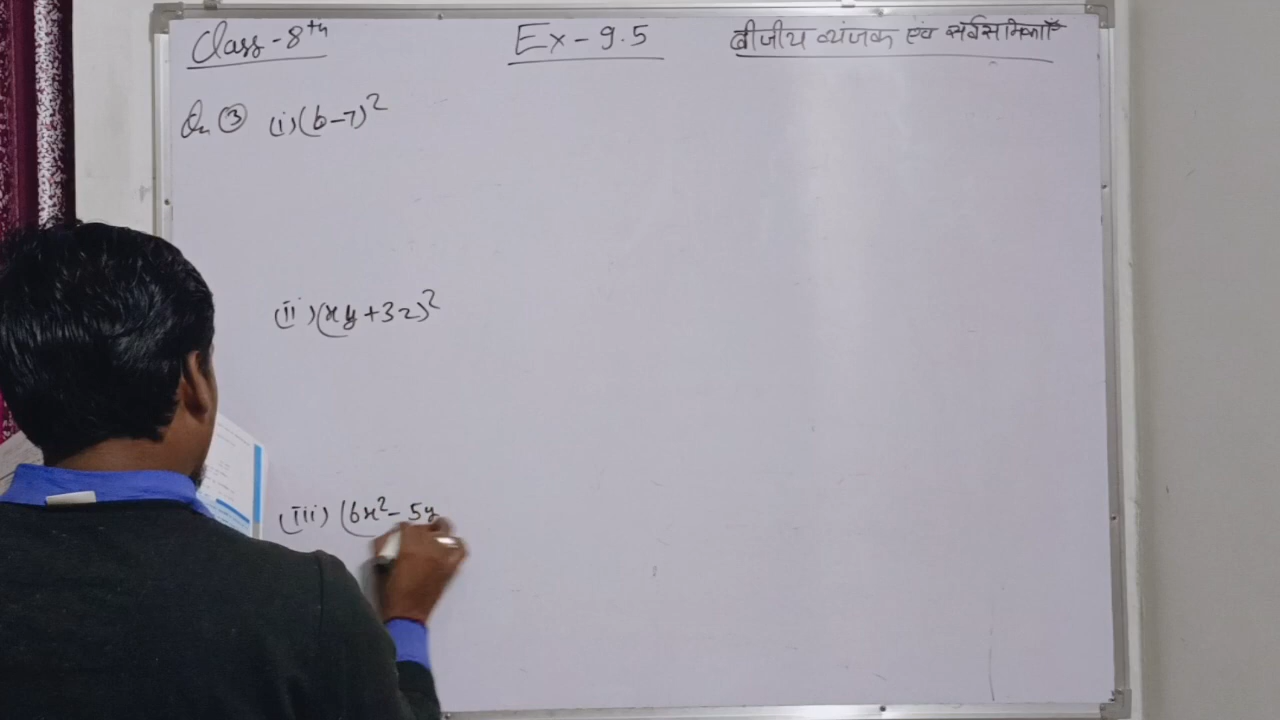 Class-8th Ex-9.5 बीजीय व्यंजक एवं सर्वसमिकाएँ
Qn ③ (i) (b-7)²
(ii) (xy+3z)²
(iii) (6x²-5y